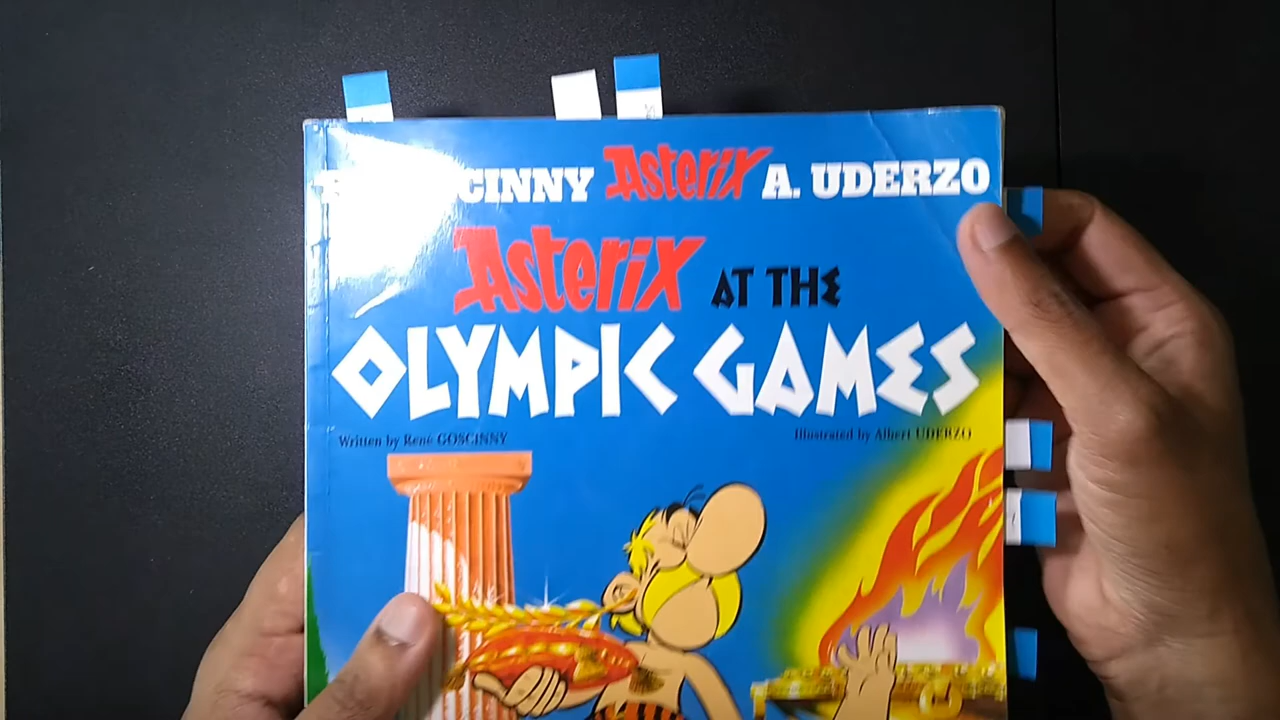 CINNY Asterix A. UDERZO
Asterix AT THE
OLYMPIC GAMES
Written by René GOSCINNY
Illustrated by Albert UDERZO